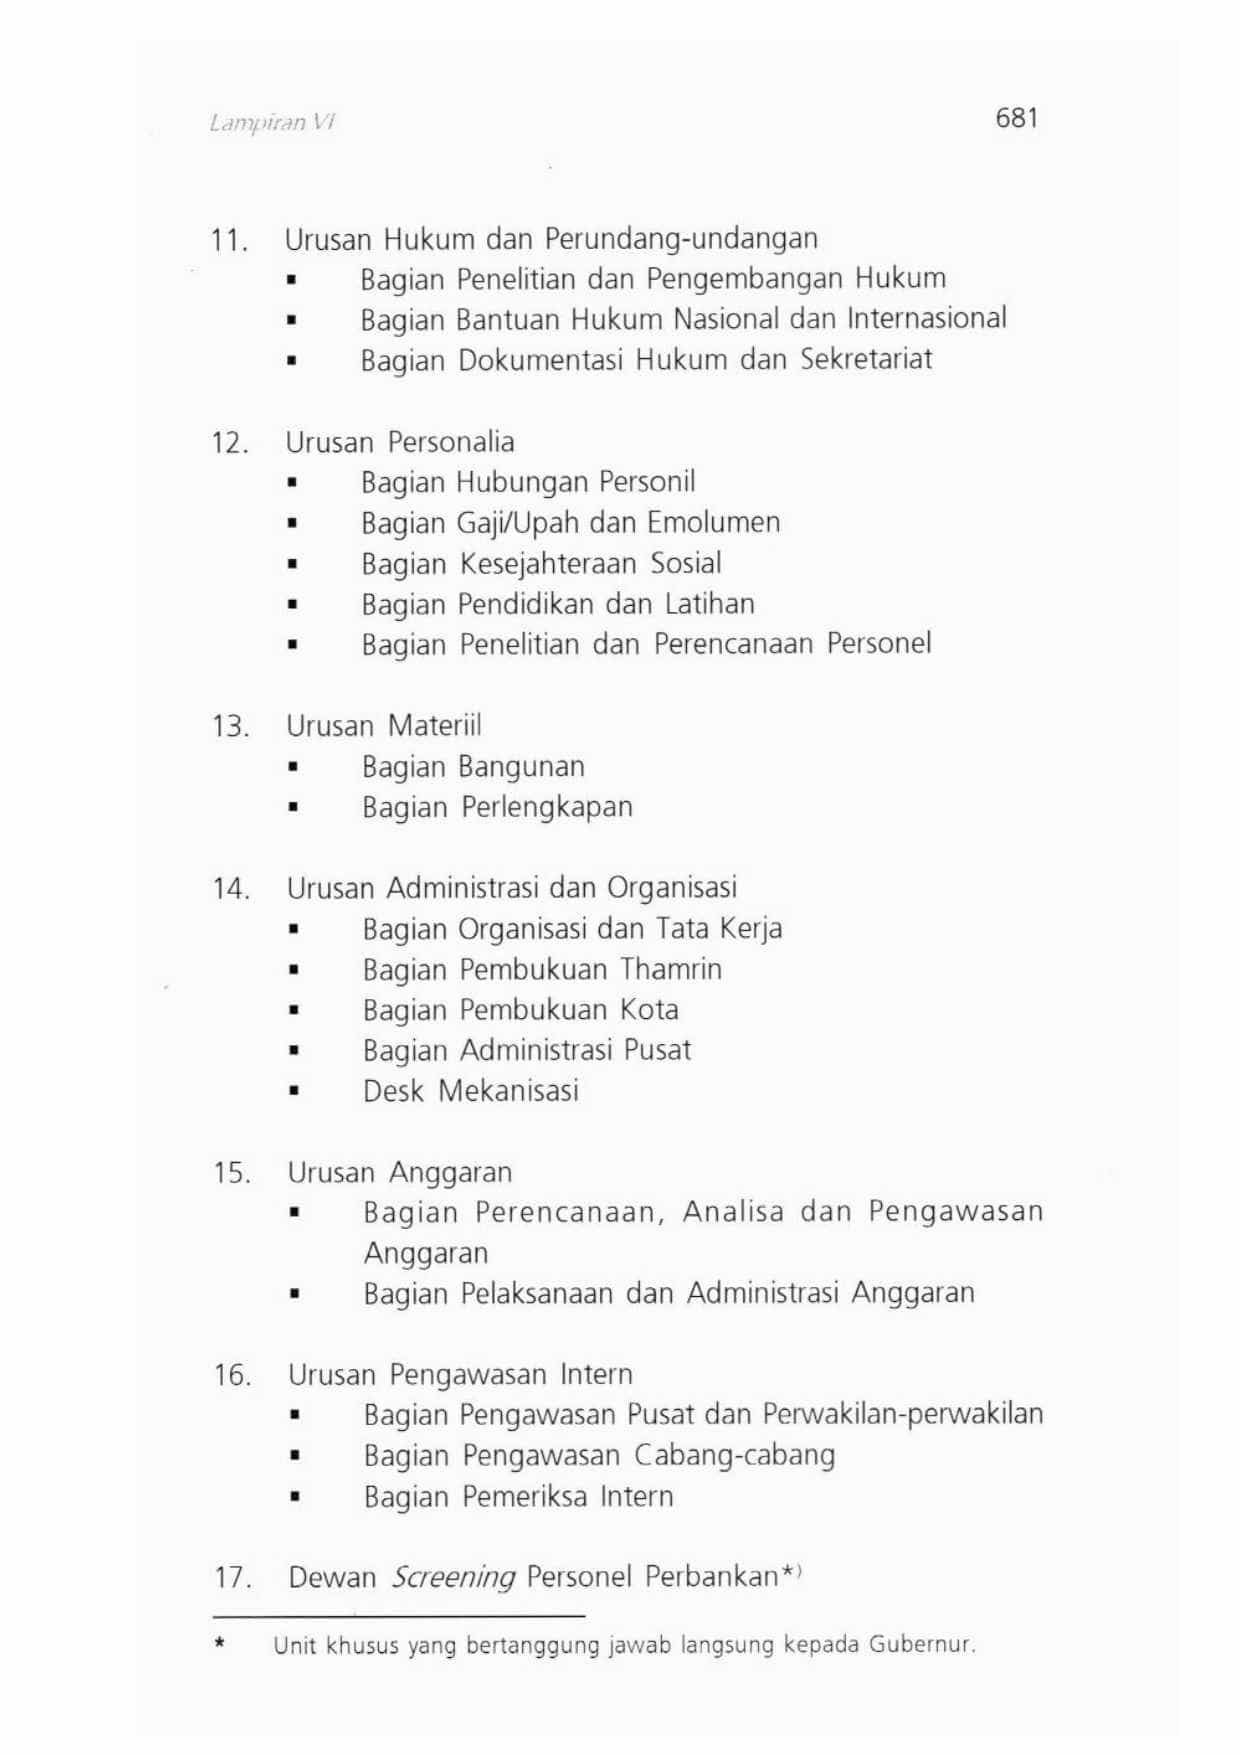 Lampiran VI 681
11. Urusan Hukum dan Perundang-undangan
▪ Bagian Penelitian dan Pengembangan Hukum
▪ Bagian Bantuan Hukum Nasional dan Internasional
▪ Bagian Dokumentasi Hukum dan Sekretariat
12. Urusan Personalia
▪ Bagian Hubungan Personil
▪ Bagian Gaji/Upah dan Emolumen
▪ Bagian Kesejahteraan Sosial
▪ Bagian Pendidikan dan Latihan
▪ Bagian Penelitian dan Perencanaan Personel
13. Urusan Materiil
▪ Bagian Bangunan
▪ Bagian Perlengkapan
14. Urusan Administrasi dan Organisasi
▪ Bagian Organisasi dan Tata Kerja
▪ Bagian Pembukuan Thamrin
▪ Bagian Pembukuan Kota
▪ Bagian Administrasi Pusat
▪ Desk Mekanisasi
15. Urusan Anggaran
▪ Bagian Perencanaan, Analisa dan Pengawasan
Anggaran
▪ Bagian Pelaksanaan dan Administrasi Anggaran
16. Urusan Pengawasan Intern
▪ Bagian Pengawasan Pusat dan Perwakilan-perwakilan
▪ Bagian Pengawasan Cabang-cabang
▪ Bagian Pemeriksa Intern
17. Dewan Screening Personel Perbankan*)
* Unit khusus yang bertanggung jawab langsung kepada Gubernur.